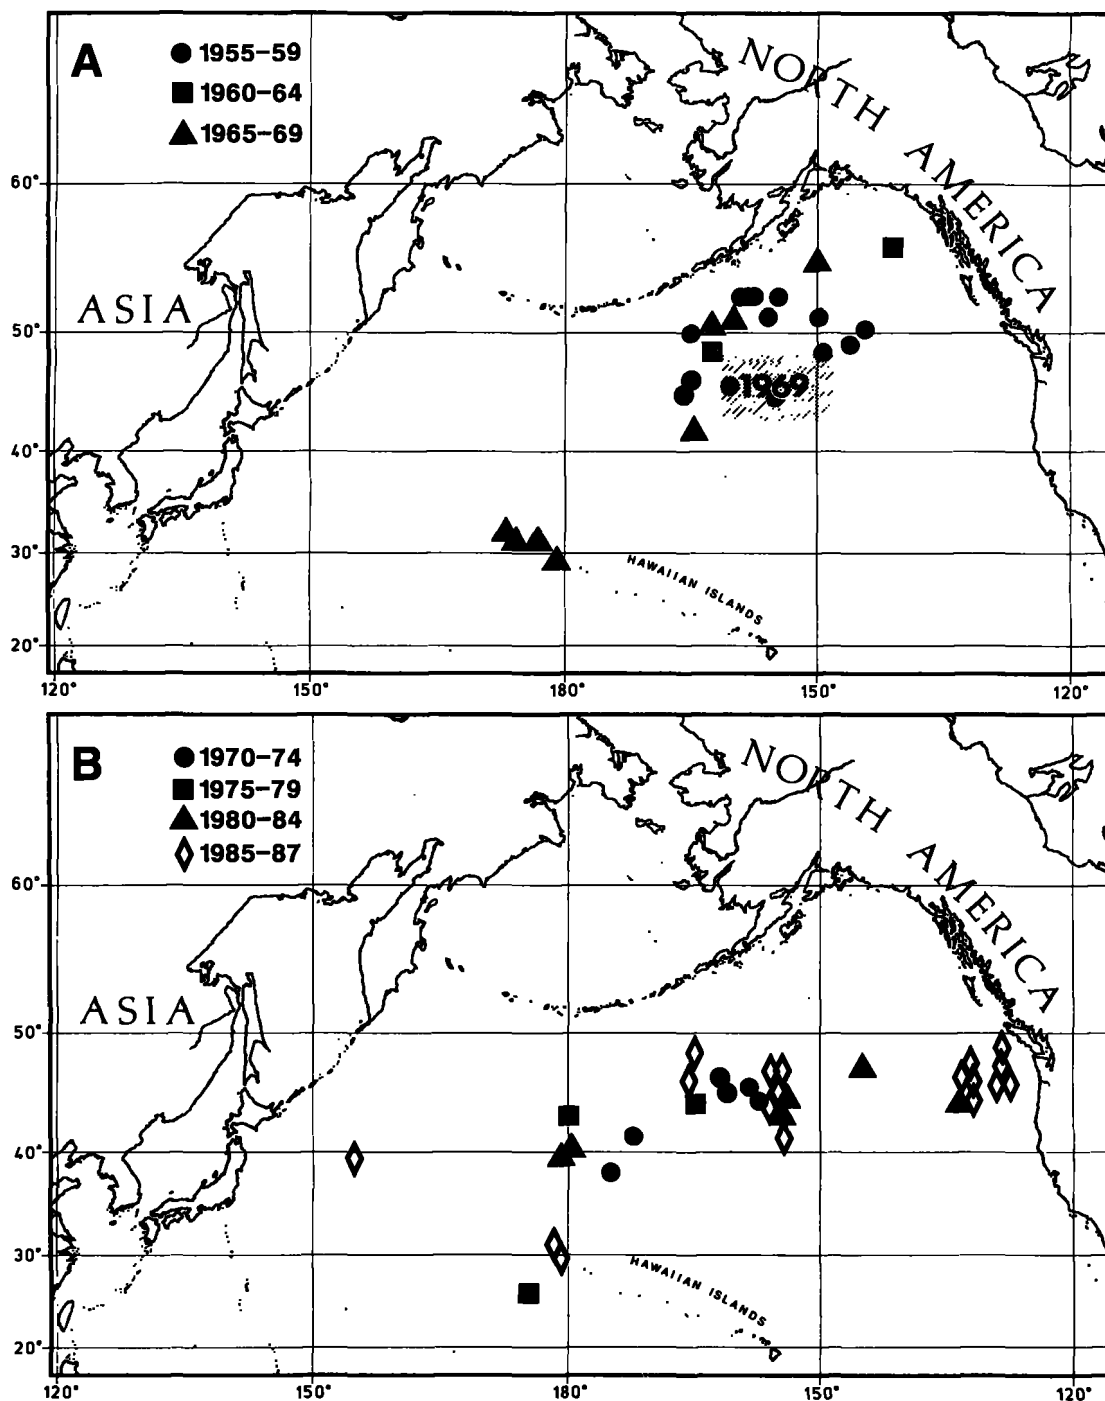 A
● 1955–59
■ 1960–64
▲ 1965–69
NORTH AMERICA
ASIA
1969
HAWAIIAN ISLANDS
60°
50°
40°
30°
20°
120° 150° 180° 150° 120°
B
● 1970–74
■ 1975–79
▲ 1980–84
◊ 1985–87
NORTH AMERICA
ASIA
HAWAIIAN ISLANDS
60°
50°
40°
30°
20°
120° 150° 180° 150° 120°